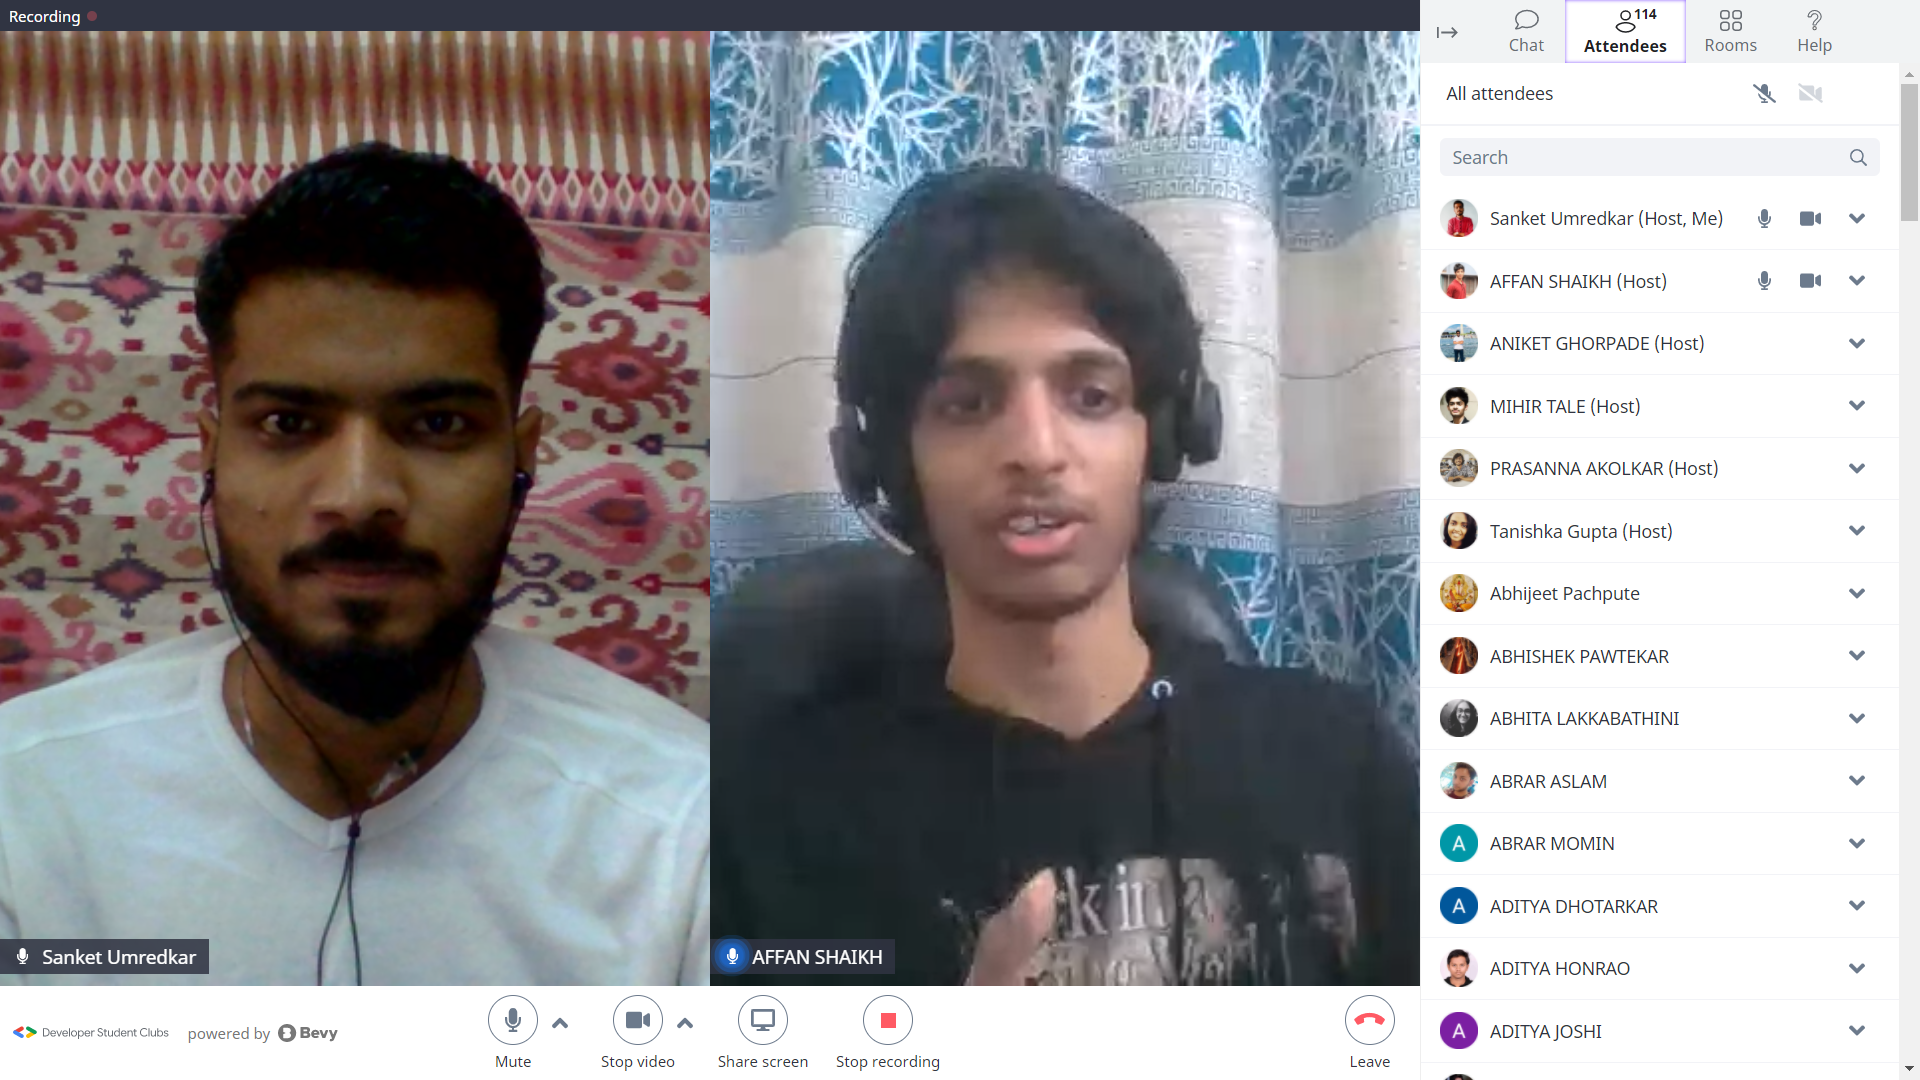 Recording
114
Chat
Attendees
Rooms
Help
All attendees
Search
Sanket Umredkar (Host, Me)
AFFAN SHAIKH (Host)
ANIKET GHORPADE (Host)
MIHIR TALE (Host)
PRASANNA AKOLKAR (Host)
Tanishka Gupta (Host)
Abhijeet Pachpute
ABHISHEK PAWTEKAR
ABHITA LAKKABATHINI
ABRAR ASLAM
A ABRAR MOMIN
A ADITYA DHOTARKAR
ADITYA HONRAO
A ADITYA JOSHI
Sanket Umredkar
AFFAN SHAIKH
Developer Student Clubs
powered by Bevy
Mute
Stop video
Share screen
Stop recording
Leave